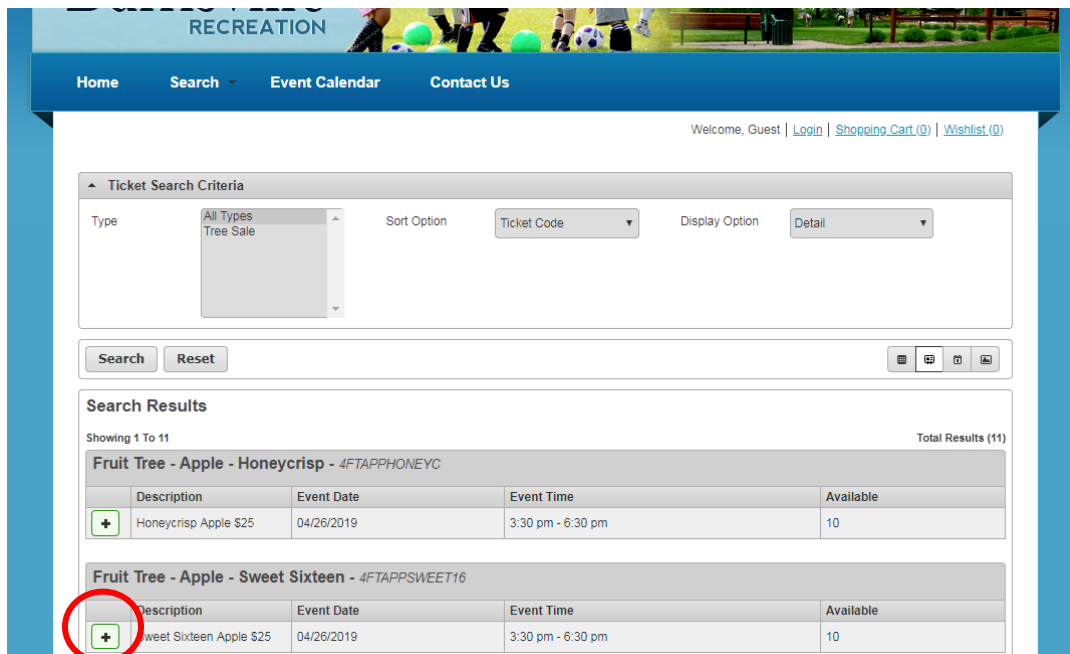 RECREATION
Home Search Event Calendar Contact Us
Welcome, Guest | Login | Shopping Cart (0) | Wishlist (0)
Ticket Search Criteria
Type All Types Sort Option Ticket Code Display Option Detail
Tree Sale
Search Reset
Search Results
Showing 1 To 11 Total Results (11)
Fruit Tree - Apple - Honeycrisp - 4FTAPPHONEYC
Description Event Date Event Time Available
Honeycrisp Apple $25 04/26/2019 3:30 pm - 6:30 pm 10
Fruit Tree - Apple - Sweet Sixteen - 4FTAPPSWEET16
Description Event Date Event Time Available
Sweet Sixteen Apple $25 04/26/2019 3:30 pm - 6:30 pm 10